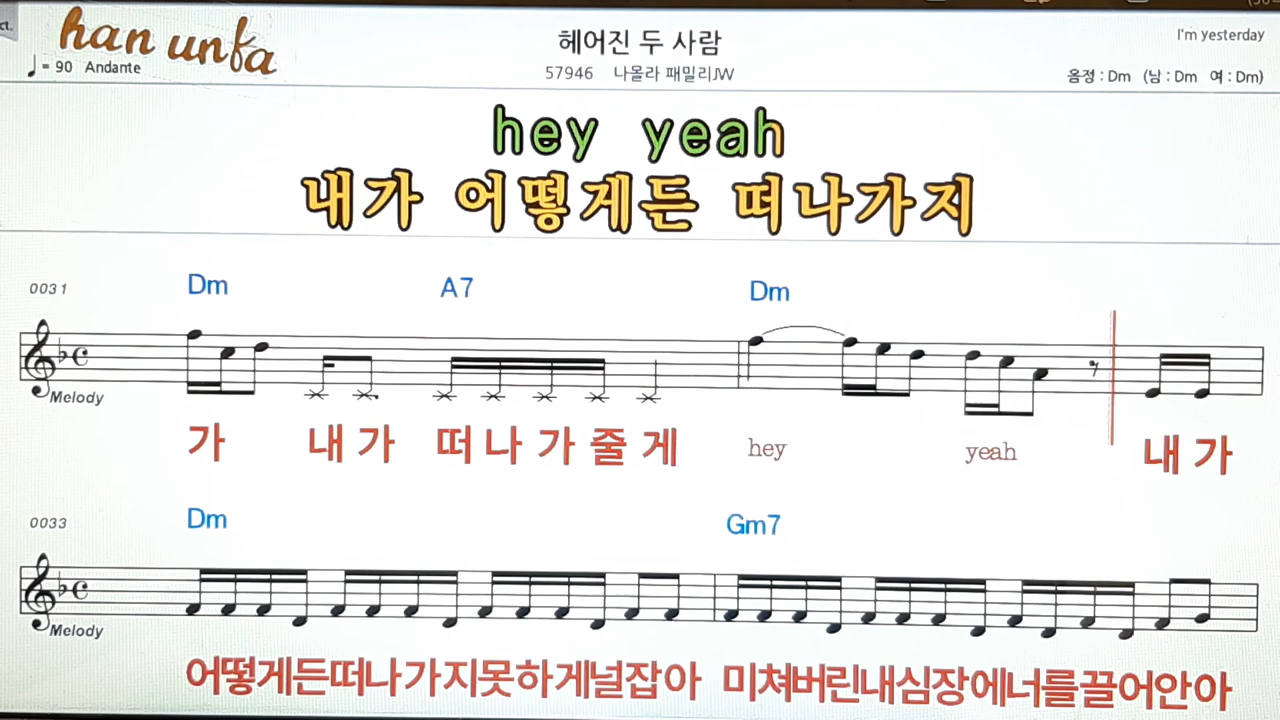 han unfa
ct.
♩= 90 Andante
헤어진 두 사람
57946 나몰라 패밀리JW
I'm yesterday
음정 : Dm (남 : Dm 여 : Dm)
hey yeah
내가 어떻게든 떠나가지
0031 Dm A7 Dm
Melody
가 내가 떠나가줄게 hey yeah 내가
0033 Dm Gm7
Melody
어떻게든떠나가지못하게널잡아 미쳐버린내심장에너를끌어안아